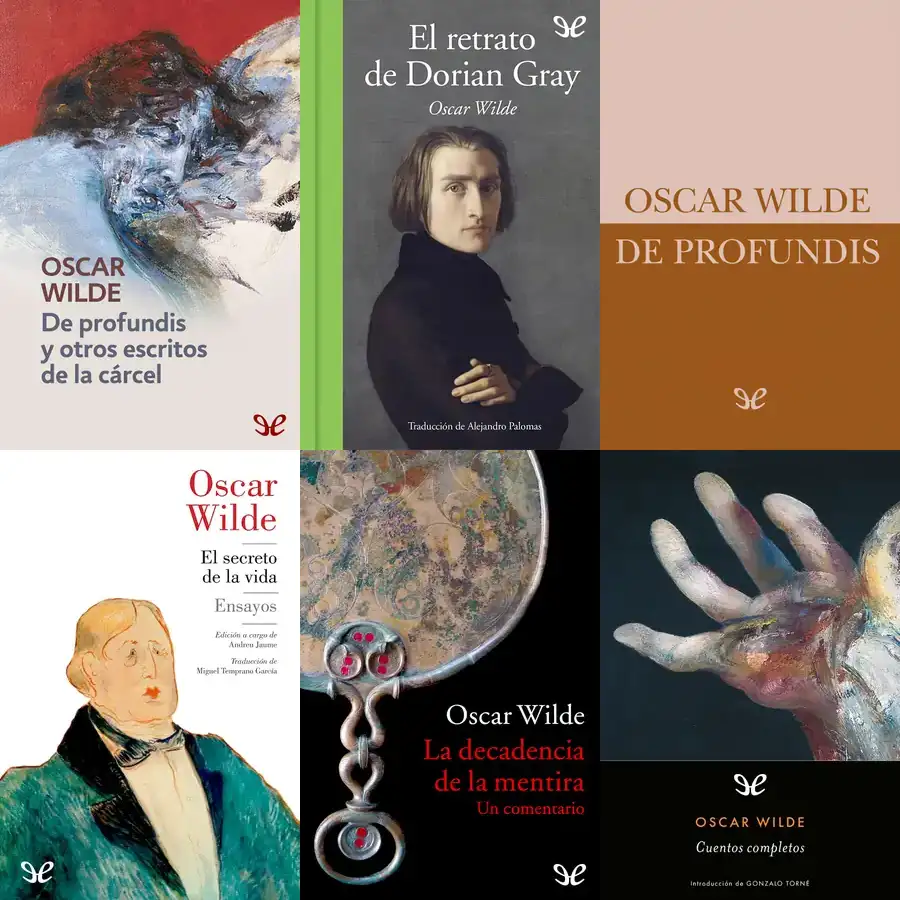 OSCAR
WILDE
De profundis
y otros escritos
de la cárcel
El retrato
de Dorian Gray
Oscar Wilde
Traducción de Alejandro Palomas
OSCAR WILDE
DE PROFUNDIS
Oscar
Wilde
El secreto
de la vida
Ensayos
Edición a cargo de
Andreu Jaume
Traducción de
Miguel Temprano García
Oscar Wilde
La decadencia
de la mentira
Un comentario
OSCAR WILDE
Cuentos completos
Introducción de GONZALO TORNÉ